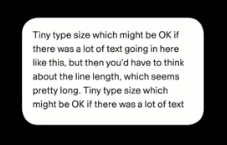 Tiny type size which might be OK if
there was a lot of text going in here
like this, but then you'd have to think
about the line length, which seems
pretty long. Tiny type size which
might be OK if there was a lot of text